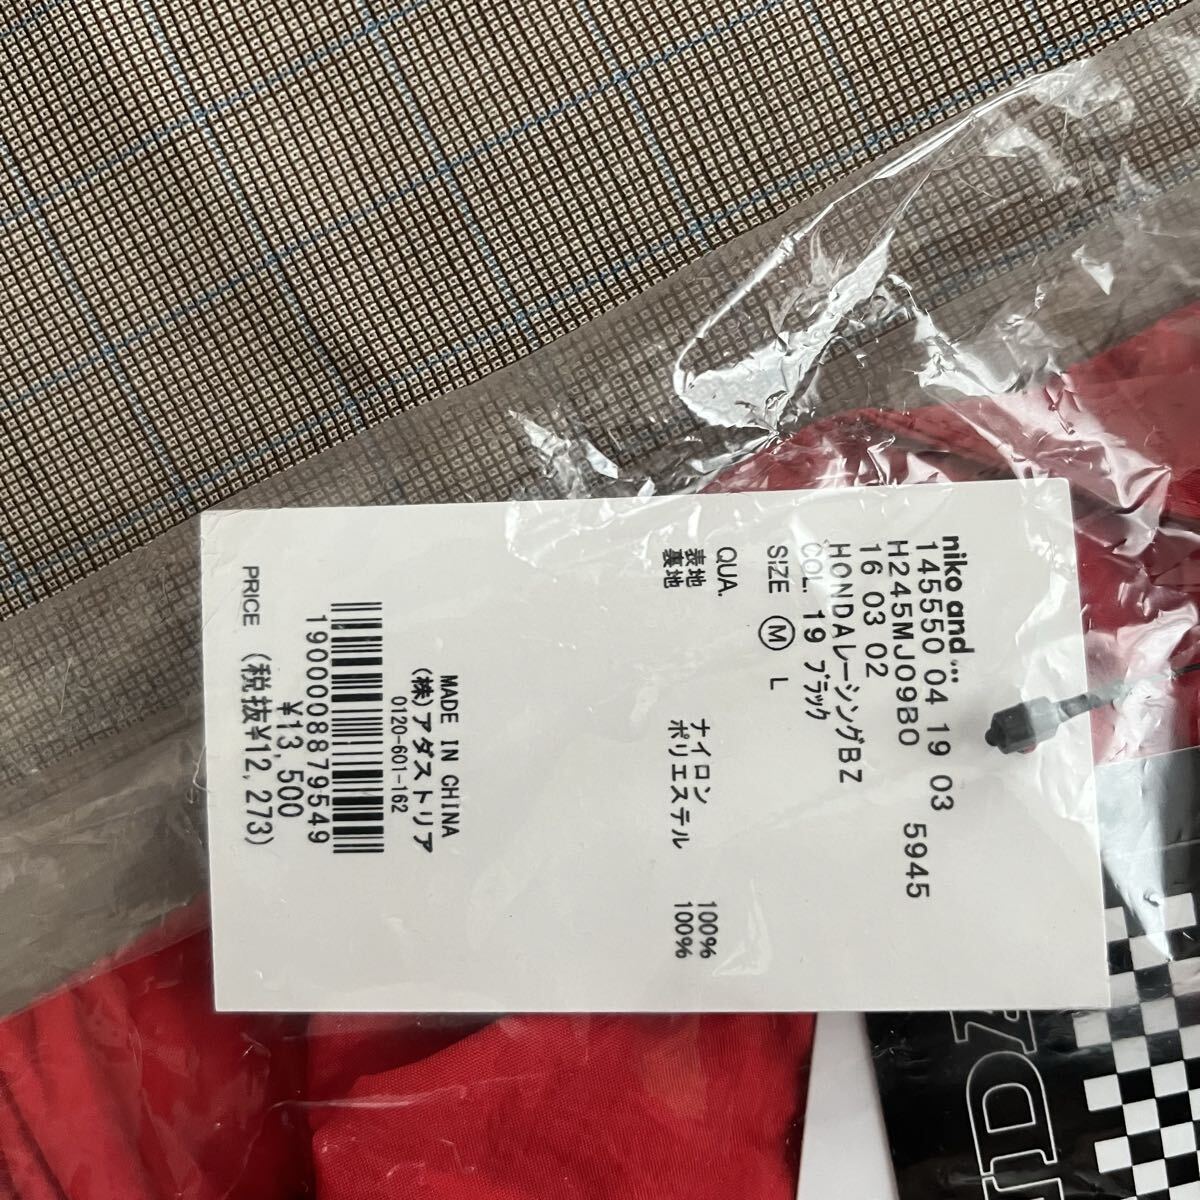 niko and...
145550 04 19 03
H245MJ09B0 5945
16 03 02
HONDAレーシングBZ
COL. 19 ブラック
SIZE Ⓜ L
QUA.
表地 ナイロン 100%
裏地 ポリエステル 100%
MADE IN CHINA
(株)アダストリア
0120-601-162
1900008879549
¥13,500
PRICE (税抜¥12,273)